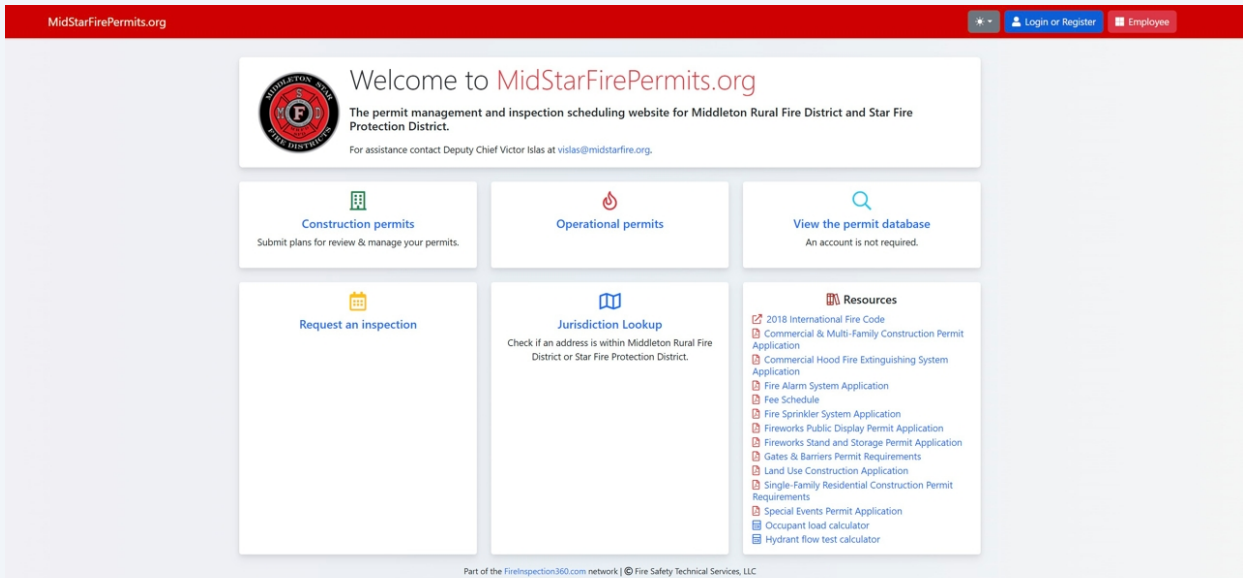 MidStarFirePermits.org
Login or Register
Employee
MIDDLETON STAR
S
M F D
FIRE DISTRICTS
Welcome to MidStarFirePermits.org
The permit management and inspection scheduling website for Middleton Rural Fire District and Star Fire
Protection District.
For assistance contact Deputy Chief Victor Islas at vislas@midstarfire.org.
Construction permits
Submit plans for review & manage your permits.
Operational permits
View the permit database
An account is not required.
Request an inspection
Jurisdiction Lookup
Check if an address is within Middleton Rural Fire
District or Star Fire Protection District.
Resources
2018 International Fire Code
Commercial & Multi-Family Construction Permit
Application
Commercial Hood Fire Extinguishing System
Application
Fire Alarm System Application
Fee Schedule
Fire Sprinkler System Application
Fireworks Public Display Permit Application
Fireworks Stand and Storage Permit Application
Gates & Barriers Permit Requirements
Land Use Construction Application
Single-Family Residential Construction Permit
Requirements
Special Events Permit Application
Occupant load calculator
Hydrant flow test calculator
Part of the FireInspection360.com network | © Fire Safety Technical Services, LLC